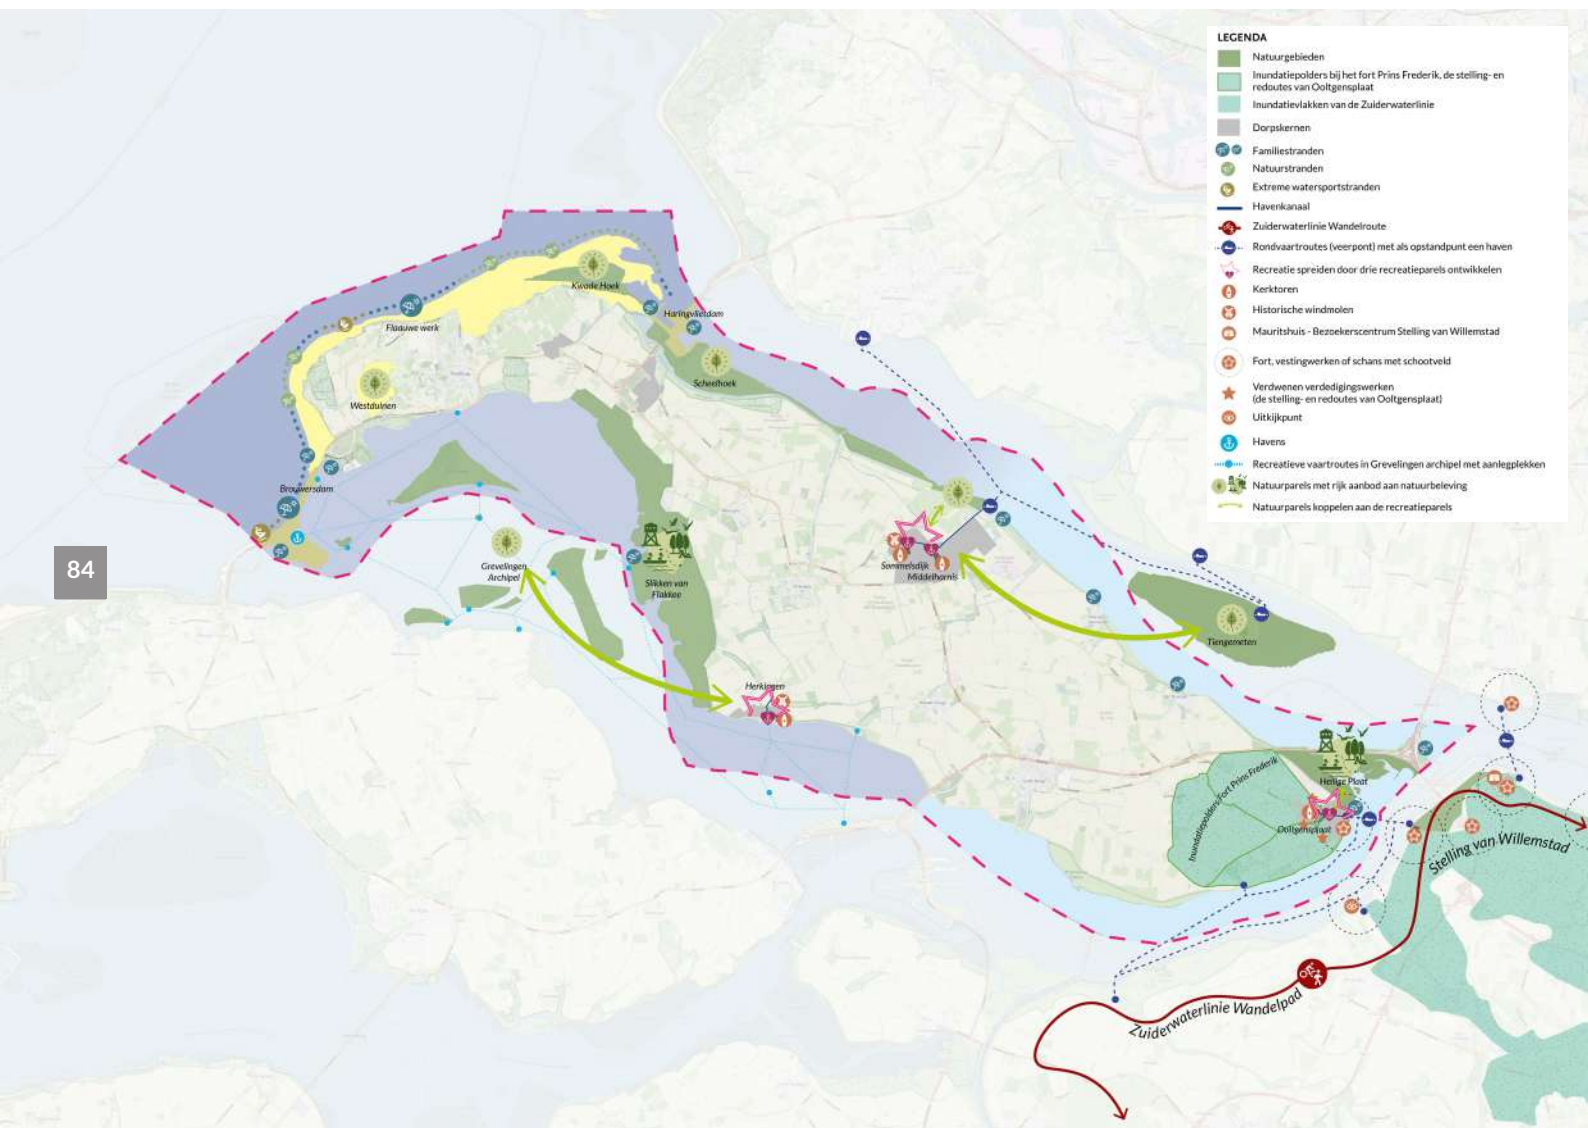 LEGENDA
Natuurgebieden
Inundatiepolders bij het fort Prins Frederik, de stelling- en
redoutes van Ooltgensplaat
Inundatievlakken van de Zuiderwaterlinie
Dorpskernen
Familiestranden
Natuurstranden
Extreme watersportstranden
Havenkanaal
Zuiderwaterlinie Wandelroute
Rondvaartroutes (veerpont) met als opstandpunt een haven
Recreatie spreiden door drie recreatieparels ontwikkelen
Kerktoren
Historische windmolen
Mauritshuis - Bezoekerscentrum Stelling van Willemstad
Fort, vestingwerken of schans met schootveld
Verdwenen verdedigingswerken
(de stelling- en redoutes van Ooltgensplaat)
Uitkijkpunt
Havens
Recreatieve vaartroutes in Grevelingen archipel met aanlegplekken
Natuurparels met rijk aanbod aan natuurbeleving
Natuurparels koppelen aan de recreatieparels
Kwade Hoek
Haringvlietdam
Flaauwe werk
Scheelhoek
Westduinen
Brouwersdam
84
Grevelingen
Archipel
Slikken van
Flakkee
Sommelsdijk
Middelharnis
Tiengemeten
Herkingen
Inundatiepolders Fort Prins Frederik
Hellige Plaat
Ooltgensplaat
Stelling van Willemstad
Zuiderwaterlinie Wandelpad